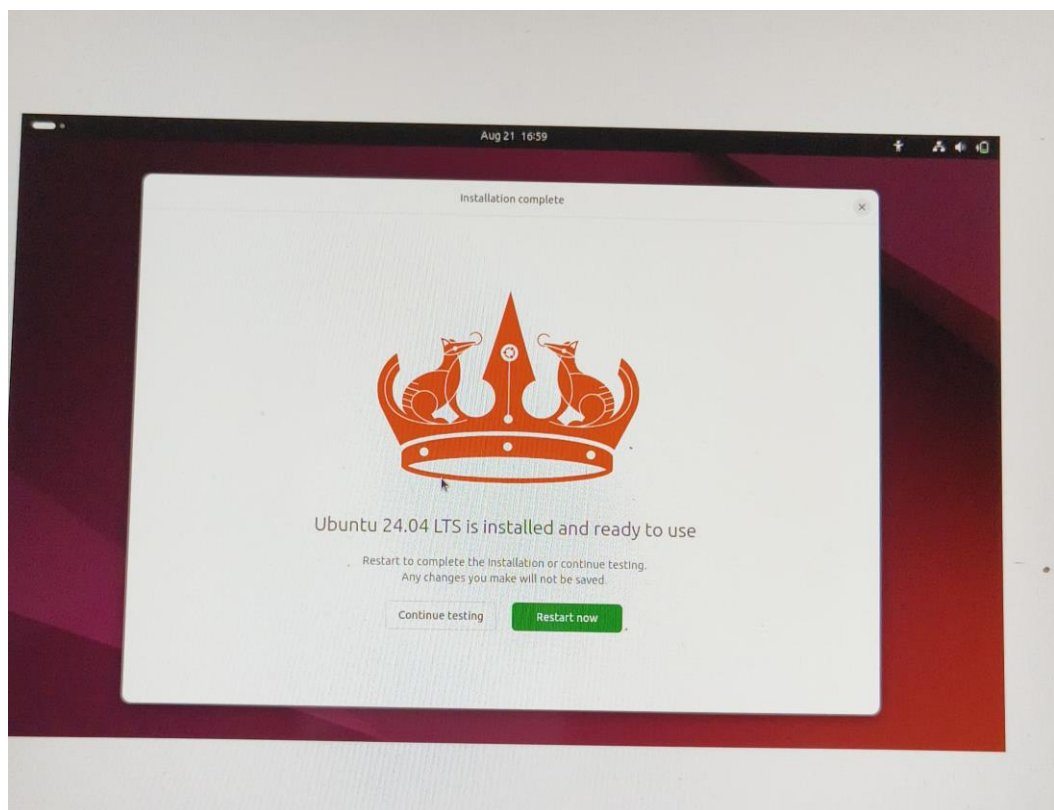 Aug 21 16:59
Installation complete
Ubuntu 24.04 LTS is installed and ready to use
Restart to complete the installation or continue testing.
Any changes you make will not be saved.
Continue testing
Restart now